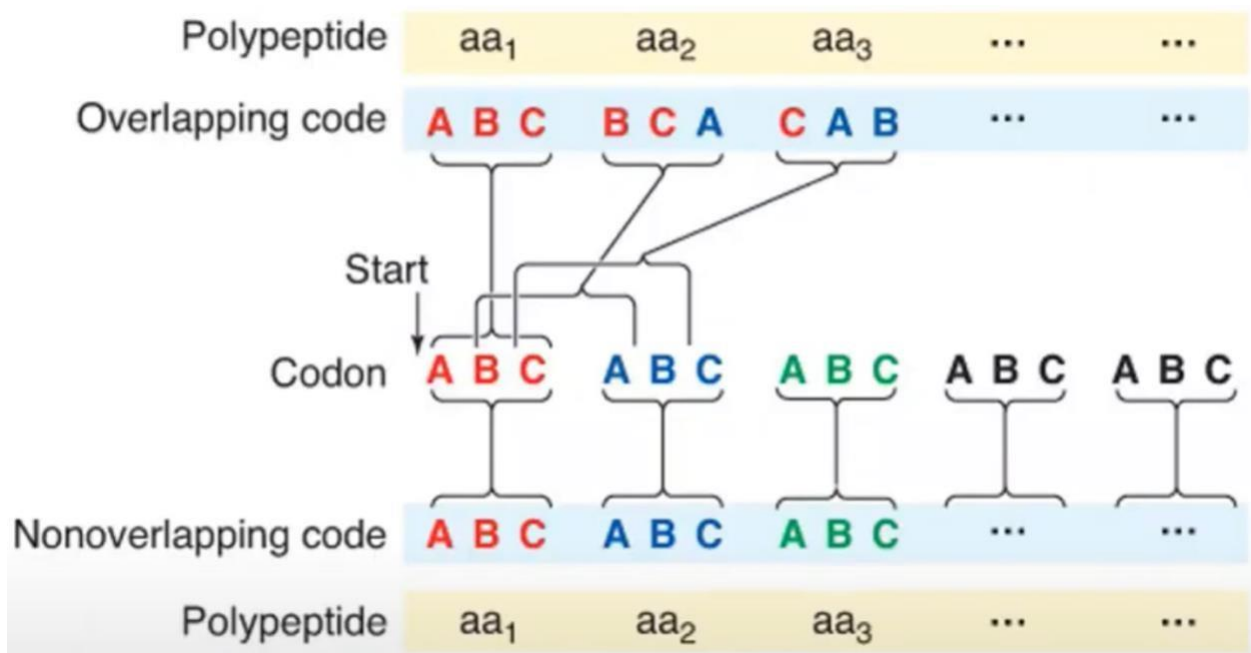 Polypeptide aa1 aa2 aa3 ... ...
Overlapping code A B C B C A C A B ... ...
Start
Codon A B C A B C A B C A B C A B C
Nonoverlapping code A B C A B C A B C ... ...
Polypeptide aa1 aa2 aa3 ... ...